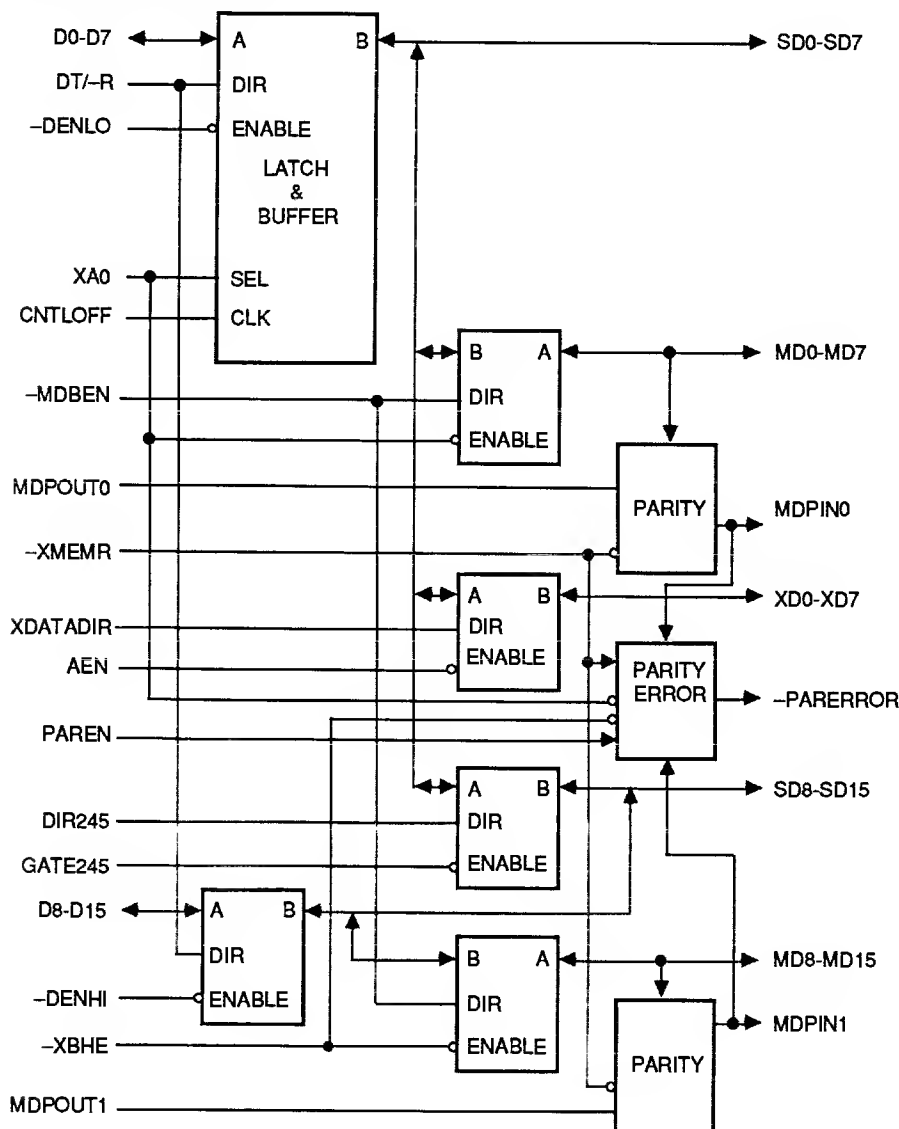 D0-D7
A
B
SD0-SD7
DT/–R
DIR
–DENLO
ENABLE
LATCH
&
BUFFER
XA0
SEL
CNTLOFF
CLK
B
A
MD0-MD7
–MDBEN
DIR
ENABLE
MDPOUT0
PARITY
MDPIN0
–XMEMR
A
B
XD0-XD7
XDATADIR
DIR
ENABLE
AEN
PARITY
ERROR
–PARERROR
PAREN
A
B
SD8-SD15
DIR245
DIR
GATE245
ENABLE
D8-D15
A
B
DIR
B
A
MD8-MD15
–DENHI
ENABLE
DIR
MDPIN1
–XBHE
ENABLE
PARITY
MDPOUT1